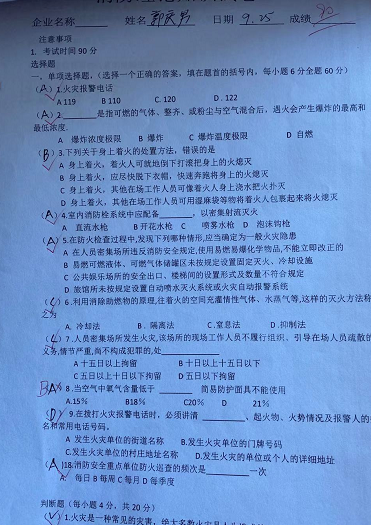 企业名称 姓名 郭庆男 日期 9.25 成绩 90
注意事项
1. 考试时间 90 分
选择题
一、单项选择题,(选择一个正确的答案,填在题首的括号内,每小题 6 分全题 60 分)
(A)1.火灾报警电话
A 119 B 110 C. 120 D . 122
(A)2.______是指可燃的气体、整齐、或粉尘与空气混合后,遇火会产生爆炸的最高和
最低浓度.
A 爆炸浓度极限 B 爆炸 C 爆炸温度极限 D 自燃
(B)3.下列关于身上着火的处置方法,错误的是
A 身上着火,着火人可就地倒下打滚把身上的火熄灭
B 身上着火,应尽快脱下衣帽,快速奔跑将身上的火熄灭
C 身上着火,其他在场工作人员可像着火人身上浇水把火扑灭
D 身上着火,其他在场工作人员可用湿麻袋等物将着火人包裹起来将火熄灭
(A)4.室内消防栓系统中应配备______,以密集射流灭火
A 直流水枪 B 开花水枪 C 喷雾水枪 D 泡沫钩枪
(A)5.在防火检查过程中,发现下列哪种情形,应当确定为一般火灾隐患
A 在人员密集场所违反消防安全规定,使用易燃易爆化学物品,不能立即改正的
B 易燃可燃液体、可燃气体储罐区未按规定设置固定灭火、冷却设施
C 公共娱乐场所的安全出口、楼梯间的设置形式及数量不符合规定
D 旅馆所未按规定设置自动喷水灭火系统或火灾自动报警系统
(C)6.利用消除助燃物的原理,往着火的空间充灌惰性气体、水蒸气等,这样的灭火方法称
为
A. 冷却法 B . 隔离法 C .窒息法 D .抑制法
(C)7.人员密集场所发生火灾,该场所的现场工作人员不履行组织、引导在场人员疏散的
义务,情节严重,尚不构成犯罪的,处
A 十五日以上拘留 B 十日以上十五日以下
C 五日以上十日以下拘留 D 五日以下拘留
BA 8.当空气中氧气含量低于______简易防护面具不能使用
A.15% B18% C20% D 21%
(D)9.在拨打火灾报警电话时,必须讲清______、起火物、火势情况及报警人的
名和常用电话号码。
A 发生火灾单位的街道名称 B.发生火灾单位的门牌号码
C.发生火灾单位的村庄地址名称 D.发生火灾的单位或个人的详细地址
(A)18.消防安全重点单位防火巡查的频次是______一次
A. 每日 B 每周 C 每月 D 每季度
判断题(每小题 4 分,共 20 分)
(√)1.火灾是一种常见的灾害,